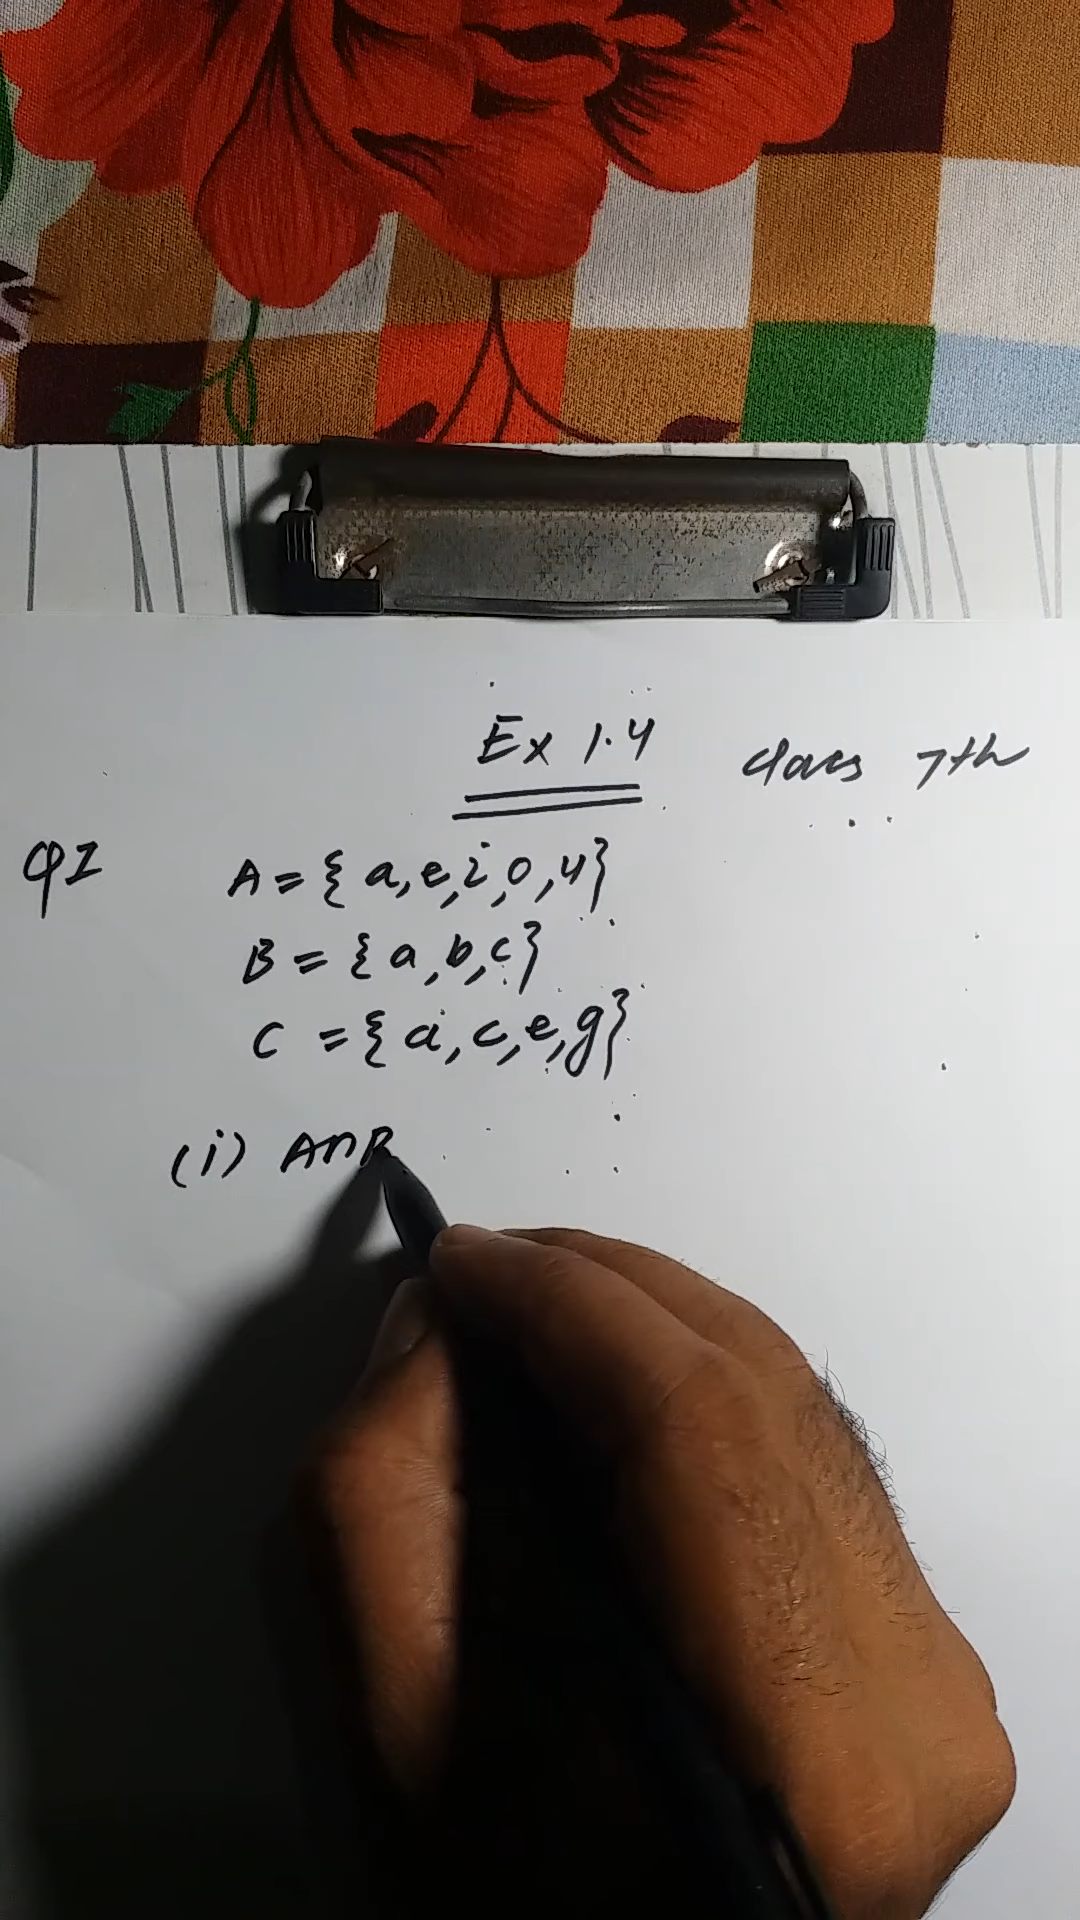 Ex 1.4 class 7th
Q1 A = { a, e, i, o, u}
B = { a, b, c}
C = { a, c, e, g}
(i) A∩B